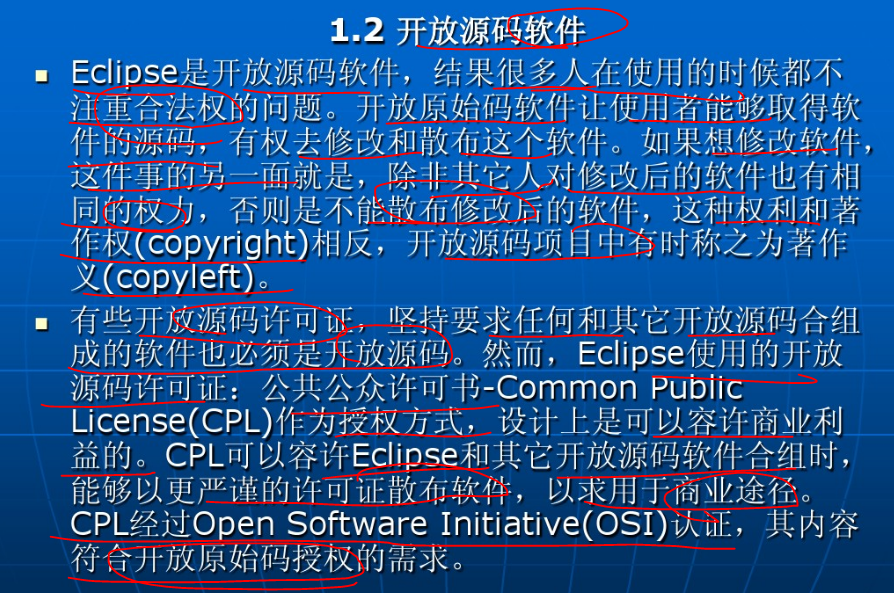 1.2 开放源码软件
Eclipse是开放源码软件，结果很多人在使用的时候都不
注重合法权的问题。开放原始码软件让使用者能够取得软
件的源码，有权去修改和散布这个软件。如果想修改软件，
这件事的另一面就是，除非其它人对修改后的软件也有相
同的权力，否则是不能散布修改后的软件，这种权利和著
作权(copyright)相反，开放源码项目中有时称之为著作
义(copyleft)。
有些开放源码许可证，坚持要求任何和其它开放源码合组
成的软件也必须是开放源码。然而，Eclipse使用的开放
源码许可证：公共公众许可书-Common Public
License(CPL)作为授权方式，设计上是可以容许商业利
益的。CPL可以容许Eclipse和其它开放源码软件合组时，
能够以更严谨的许可证散布软件，以求用于商业途径。
CPL经过Open Software Initiative(OSI)认证，其内容
符合开放原始码授权的需求。